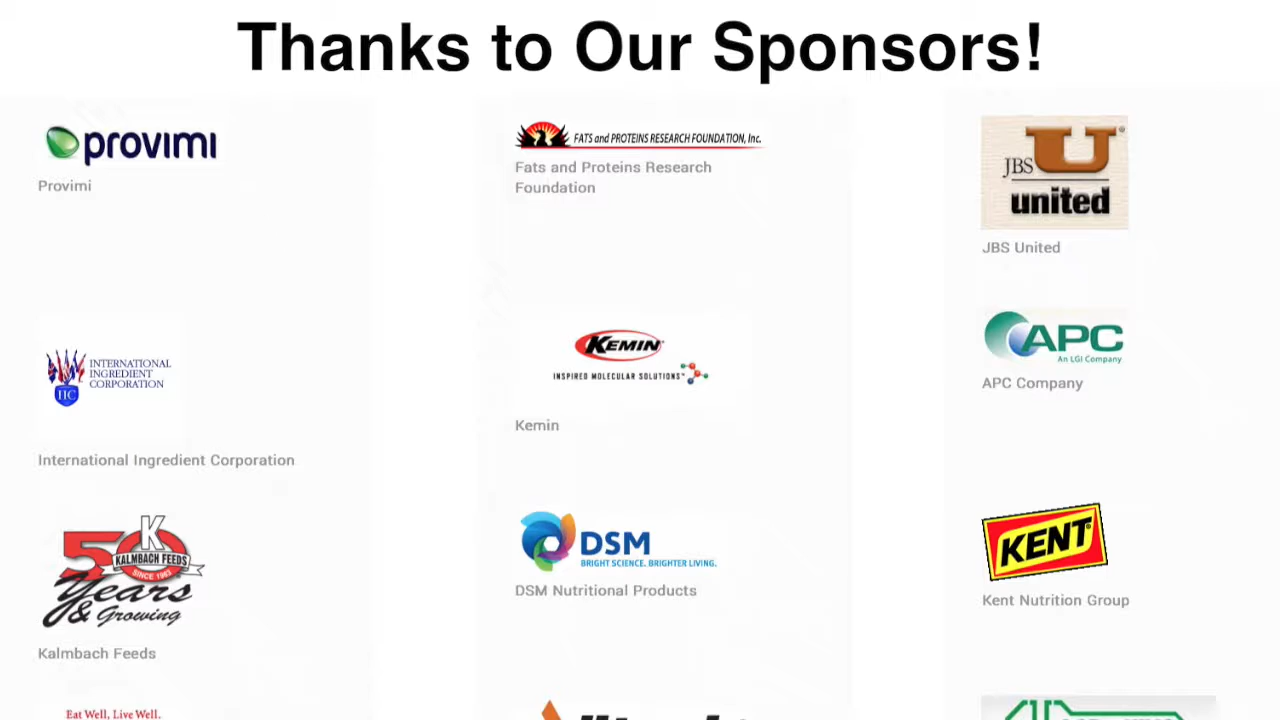 Thanks to Our Sponsors!
provimi
Provimi
FATS and PROTEINS RESEARCH FOUNDATION, Inc.
Fats and Proteins Research
Foundation
JBS
U
®
united
JBS United
INTERNATIONAL
INGREDIENT
CORPORATION
IIC
International Ingredient Corporation
KEMIN
INSPIRED MOLECULAR SOLUTIONS™
Kemin
APC
An LGI Company
APC Company
50
K
KALMBACH FEEDS
SINCE 1963
Years
& Growing
Kalmbach Feeds
DSM
BRIGHT SCIENCE. BRIGHTER LIVING.
DSM Nutritional Products
KENT
Kent Nutrition Group
Eat Well, Live Well.